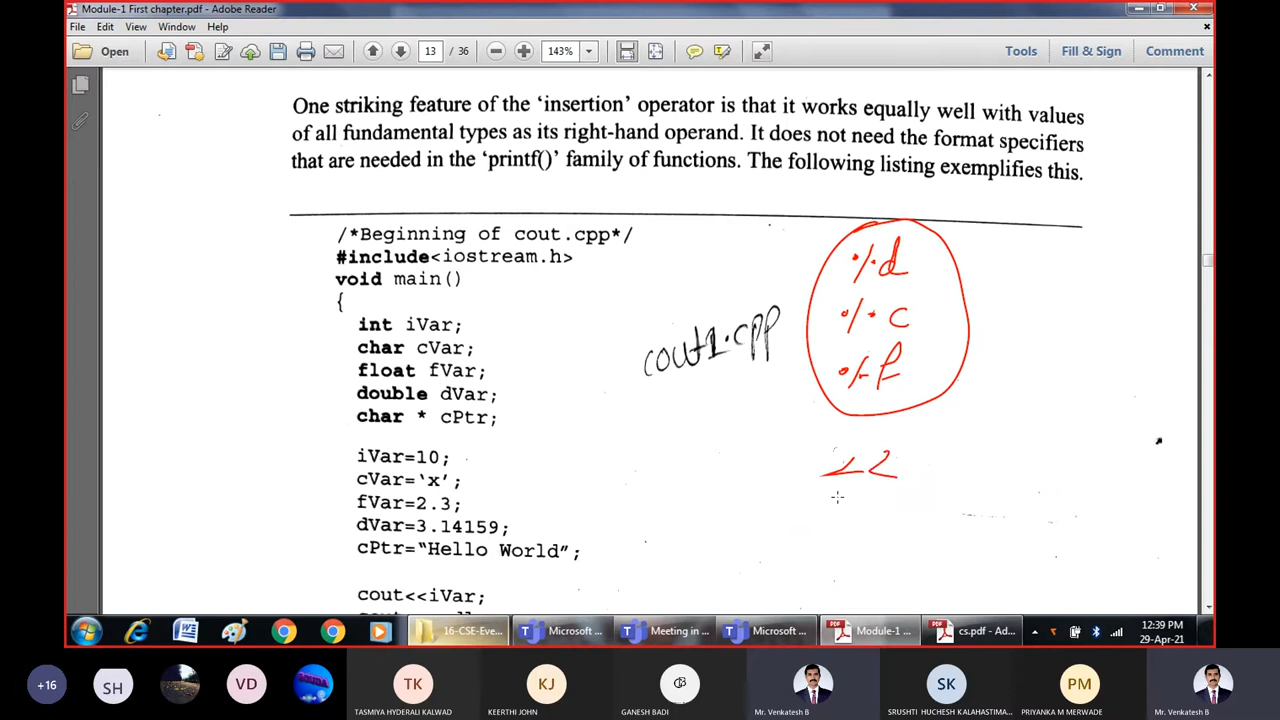 Module-1 First chapter.pdf - Adobe Reader
File Edit View Window Help
Open 13 / 36 143% Tools Fill & Sign Comment
One striking feature of the ‘insertion’ operator is that it works equally well with values
of all fundamental types as its right-hand operand. It does not need the format specifiers
that are needed in the ‘printf()’ family of functions. The following listing exemplifies this.
/*Beginning of cout.cpp*/
#include<iostream.h>
void main()
{
int iVar;
char cVar;
float fVar;
double dVar;
char * cPtr;
cout1.cpp
%d
%c
%f
<<
iVar=10;
cVar=‘x’;
fVar=2.3;
dVar=3.14159;
cPtr=“Hello World”;
cout<<iVar;
16-CSE-Eve... Microsoft ... Meeting in ... Microsoft ... Module-1 ... cs.pdf - Ad... 12:39 PM
29-Apr-21
+16 SH VD TK KJ SK PM
TASMIYA HYDERALI KALWAD KEERTHI JOHN GANESH BADI Mr. Venkatesh B SRUSHTI HUCHESH KALAHASTIMA... PRIYANKA M MERWADE Mr. Venkatesh B